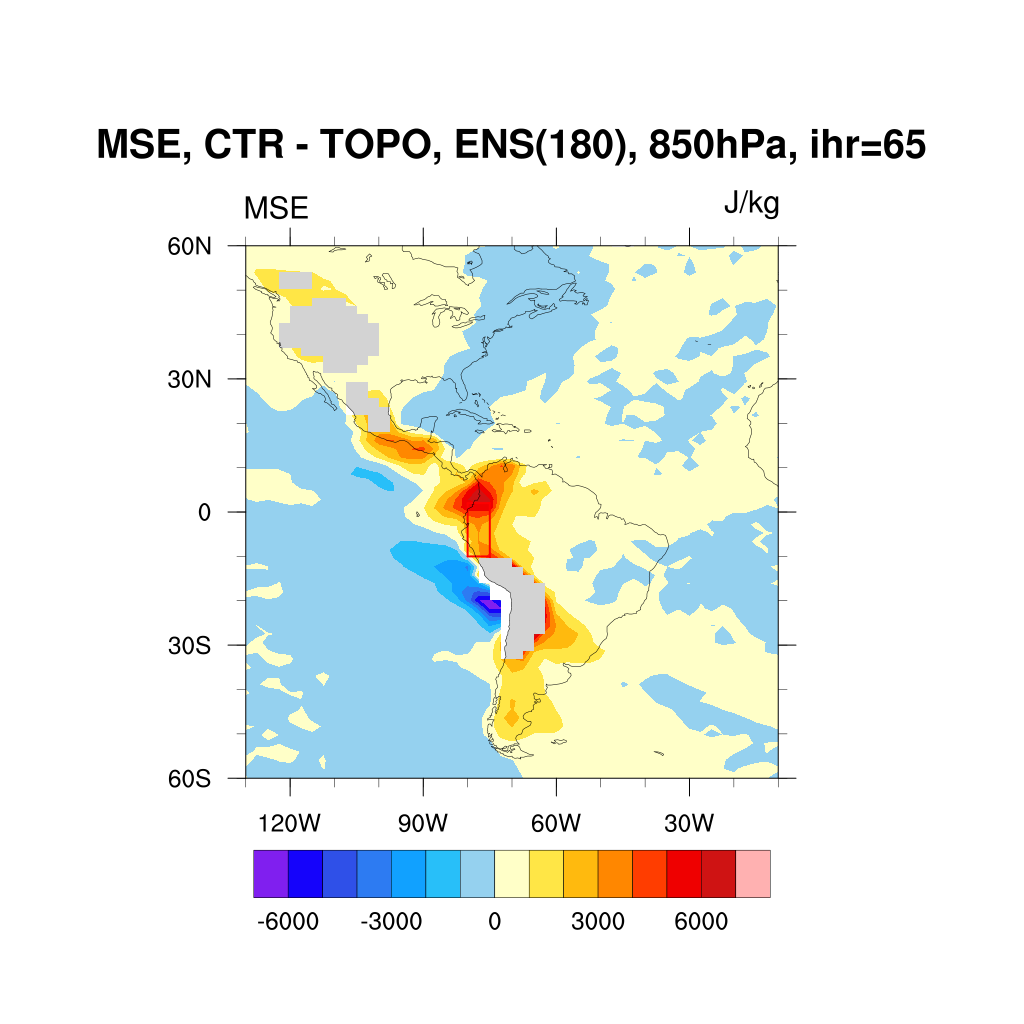 MSE, CTR - TOPO, ENS(180), 850hPa, ihr=65
MSE J/kg
60N
30N
0
30S
60S
120W 90W 60W 30W
-6000 -3000 0 3000 6000